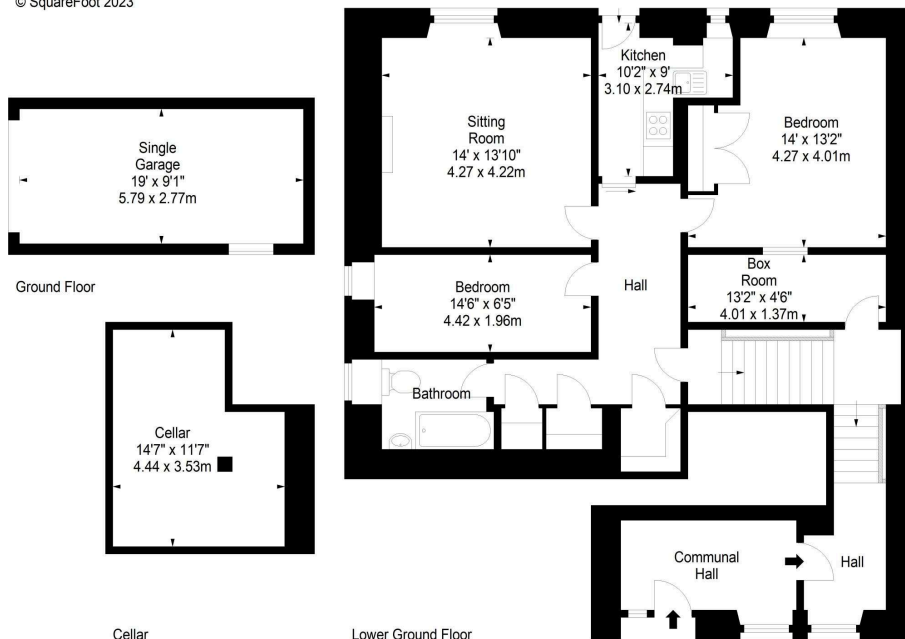 © SquareFoot 2023
Single
Garage
19' x 9'1"
5.79 x 2.77m
Ground Floor
Cellar
14'7" x 11'7"
4.44 x 3.53m
Cellar
Sitting
Room
14' x 13'10"
4.27 x 4.22m
Kitchen
10'2" x 9'
3.10 x 2.74m
Bedroom
14' x 13'2"
4.27 x 4.01m
Bedroom
14'6" x 6'5"
4.42 x 1.96m
Hall
Box
Room
13'2" x 4'6"
4.01 x 1.37m
Bathroom
Communal
Hall
Hall
Lower Ground Floor